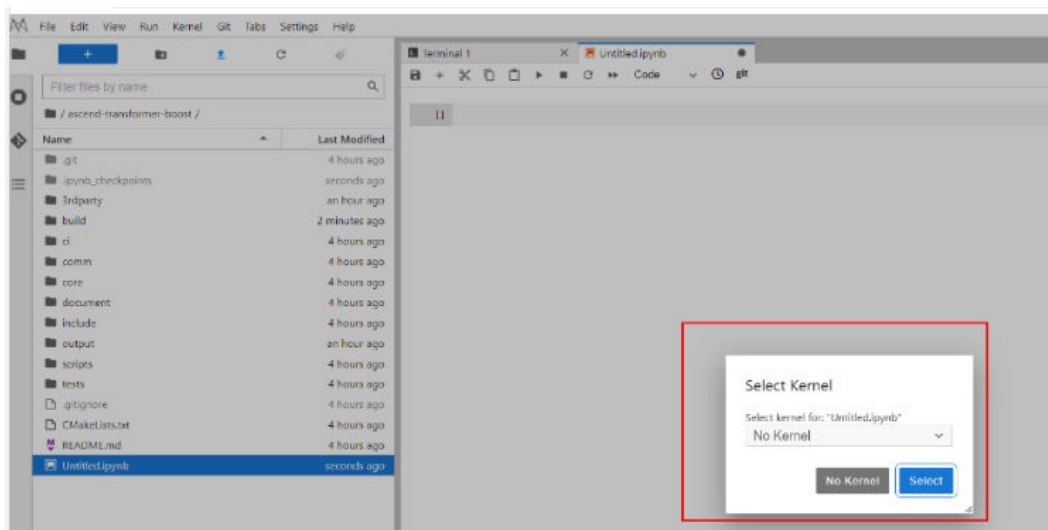 File Edit View Run Kernel Git Tabs Settings Help
Terminal 1
Untitled.ipynb
Code
git
Filter files by name
/ ascend-transformer-boost /
Name Last Modified
.git 4 hours ago
.ipynb_checkpoints seconds ago
3rdparty an hour ago
build 2 minutes ago
ci 4 hours ago
comm 4 hours ago
core 4 hours ago
document 4 hours ago
include 4 hours ago
output an hour ago
scripts 4 hours ago
tests 4 hours ago
.gitignore 4 hours ago
CMakeLists.txt 4 hours ago
README.md 4 hours ago
Untitled.ipynb seconds ago
[]
Select Kernel
Select kernel for: "Untitled.ipynb"
No Kernel
No Kernel Select